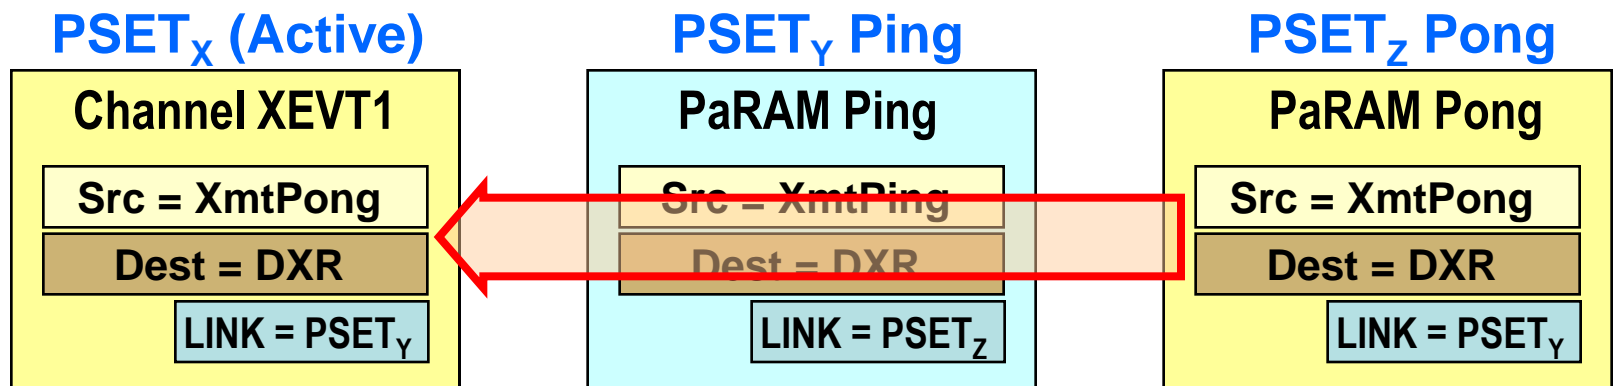 PSETX (Active)
Channel XEVT1
Src = XmtPong
Dest = DXR
LINK = PSETY
PSETY Ping
PaRAM Ping
Src = XmtPing
Dest = DXR
LINK = PSETZ
PSETZ Pong
PaRAM Pong
Src = XmtPong
Dest = DXR
LINK = PSETY